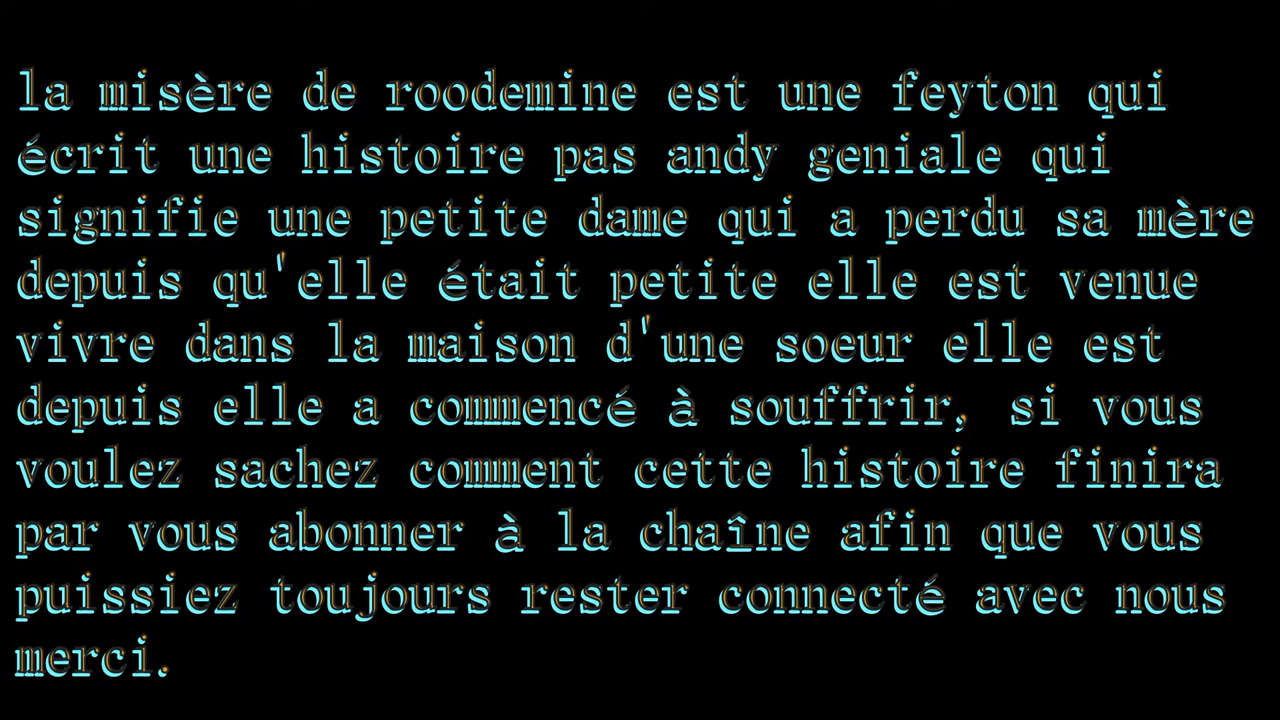 la misère de roodemine est une feyton qui
écrit une histoire pas andy geniale qui
signifie une petite dame qui a perdu sa mère
depuis qu'elle était petite elle est venue
vivre dans la maison d'une soeur elle est
depuis elle a commencé à souffrir, si vous
voulez sachez comment cette histoire finira
par vous abonner à la chaîne afin que vous
puissiez toujours rester connecté avec nous
merci.